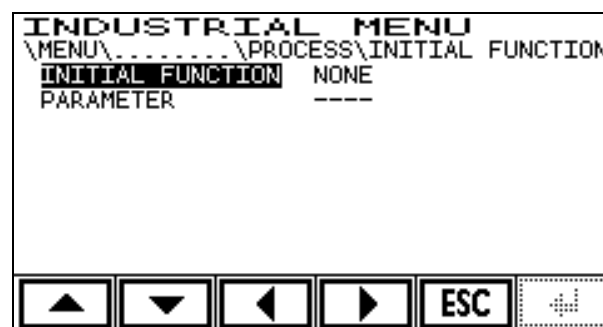 INDUSTRIAL MENU
\MENU\........\PROCESS\INITIAL FUNCTION
INITIAL FUNCTION NONE
PARAMETER ----
ESC